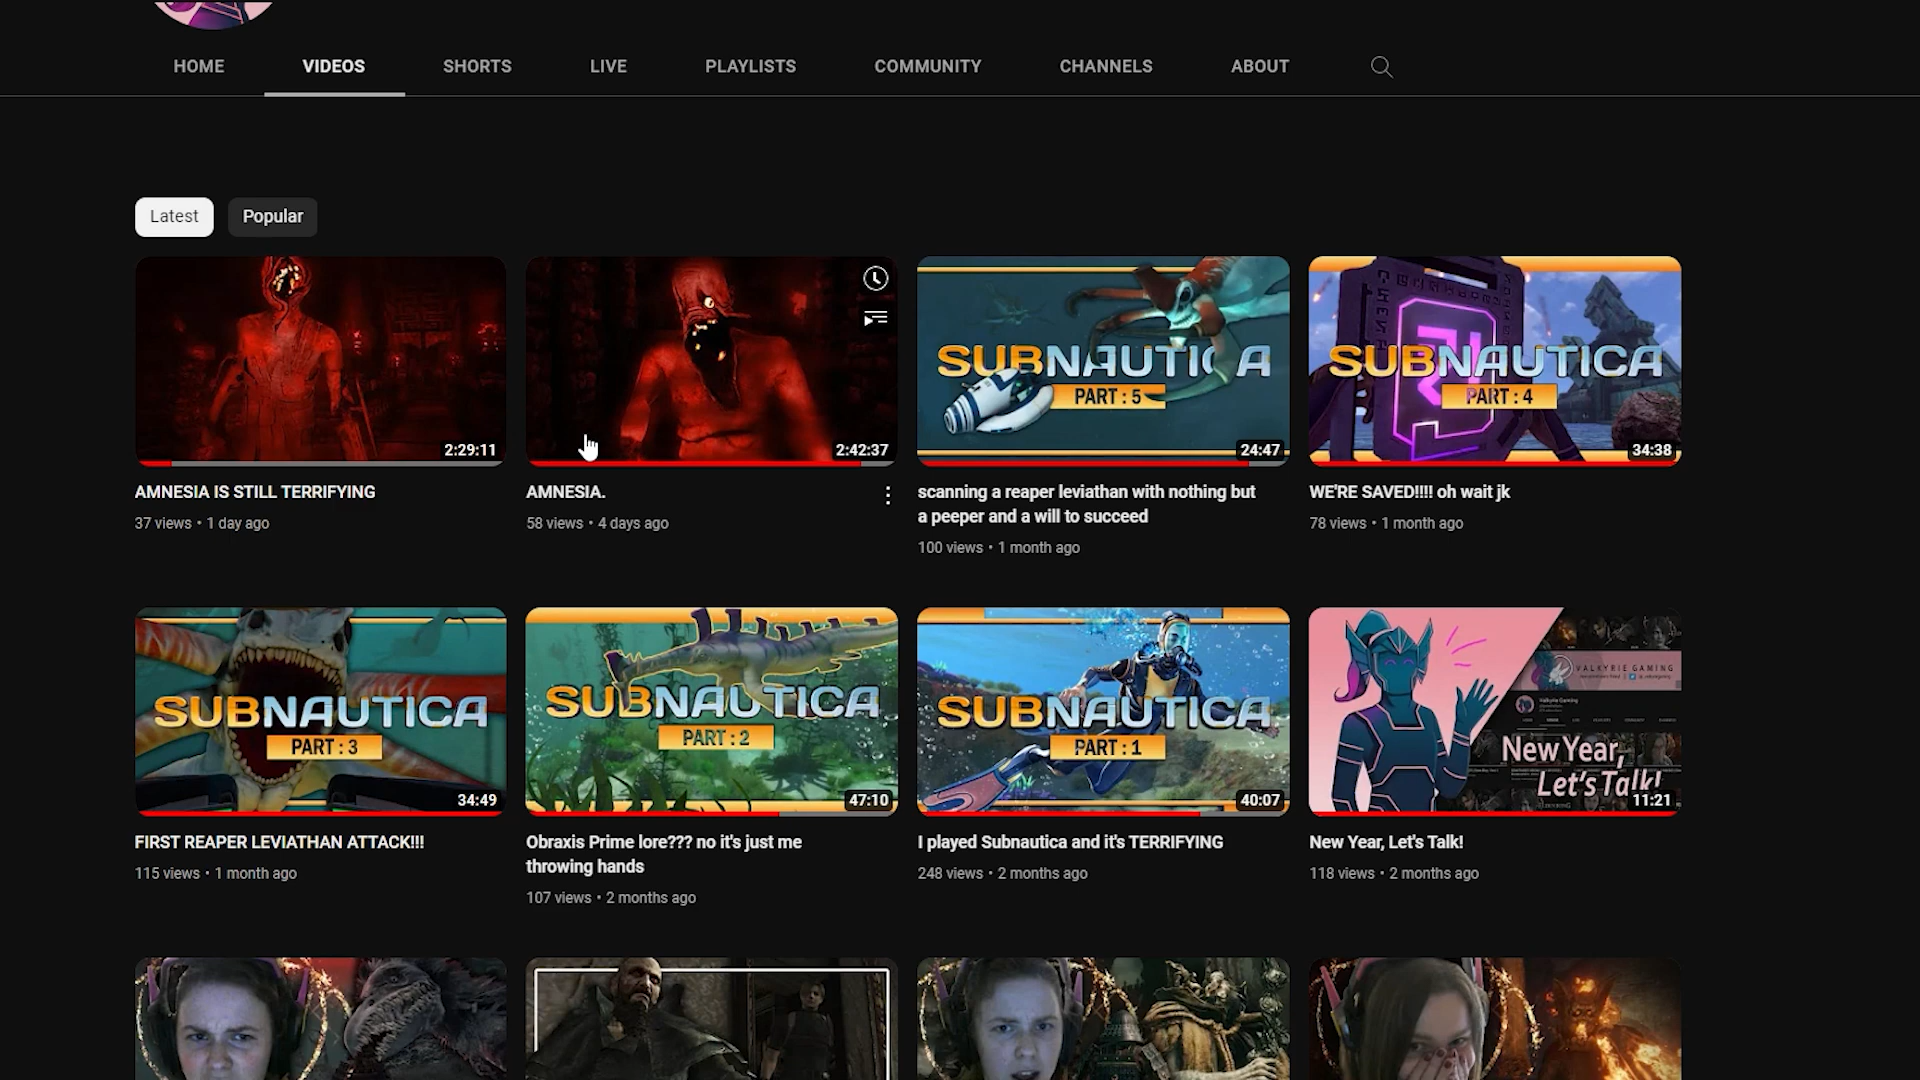 HOME VIDEOS SHORTS LIVE PLAYLISTS COMMUNITY CHANNELS ABOUT
Latest Popular
SUBNAUTICA
PART : 5
SUBNAUTICA
PART : 4
2:29:11
2:42:37
24:47
34:38
AMNESIA IS STILL TERRIFYING
37 views • 1 day ago
AMNESIA.
58 views • 4 days ago
scanning a reaper leviathan with nothing but
a peeper and a will to succeed
100 views • 1 month ago
WE'RE SAVED!!!! oh wait jk
78 views • 1 month ago
SUBNAUTICA
PART : 3
34:49
SUBNAUTICA
PART : 2
47:10
SUBNAUTICA
PART : 1
40:07
VALKYRIE GAMING
Valkyrie Gaming
New Year,
Let's Talk!
11:21
FIRST REAPER LEVIATHAN ATTACK!!!
115 views • 1 month ago
Obraxis Prime lore??? no it's just me
throwing hands
107 views • 2 months ago
I played Subnautica and it's TERRIFYING
248 views • 2 months ago
New Year, Let's Talk!
118 views • 2 months ago